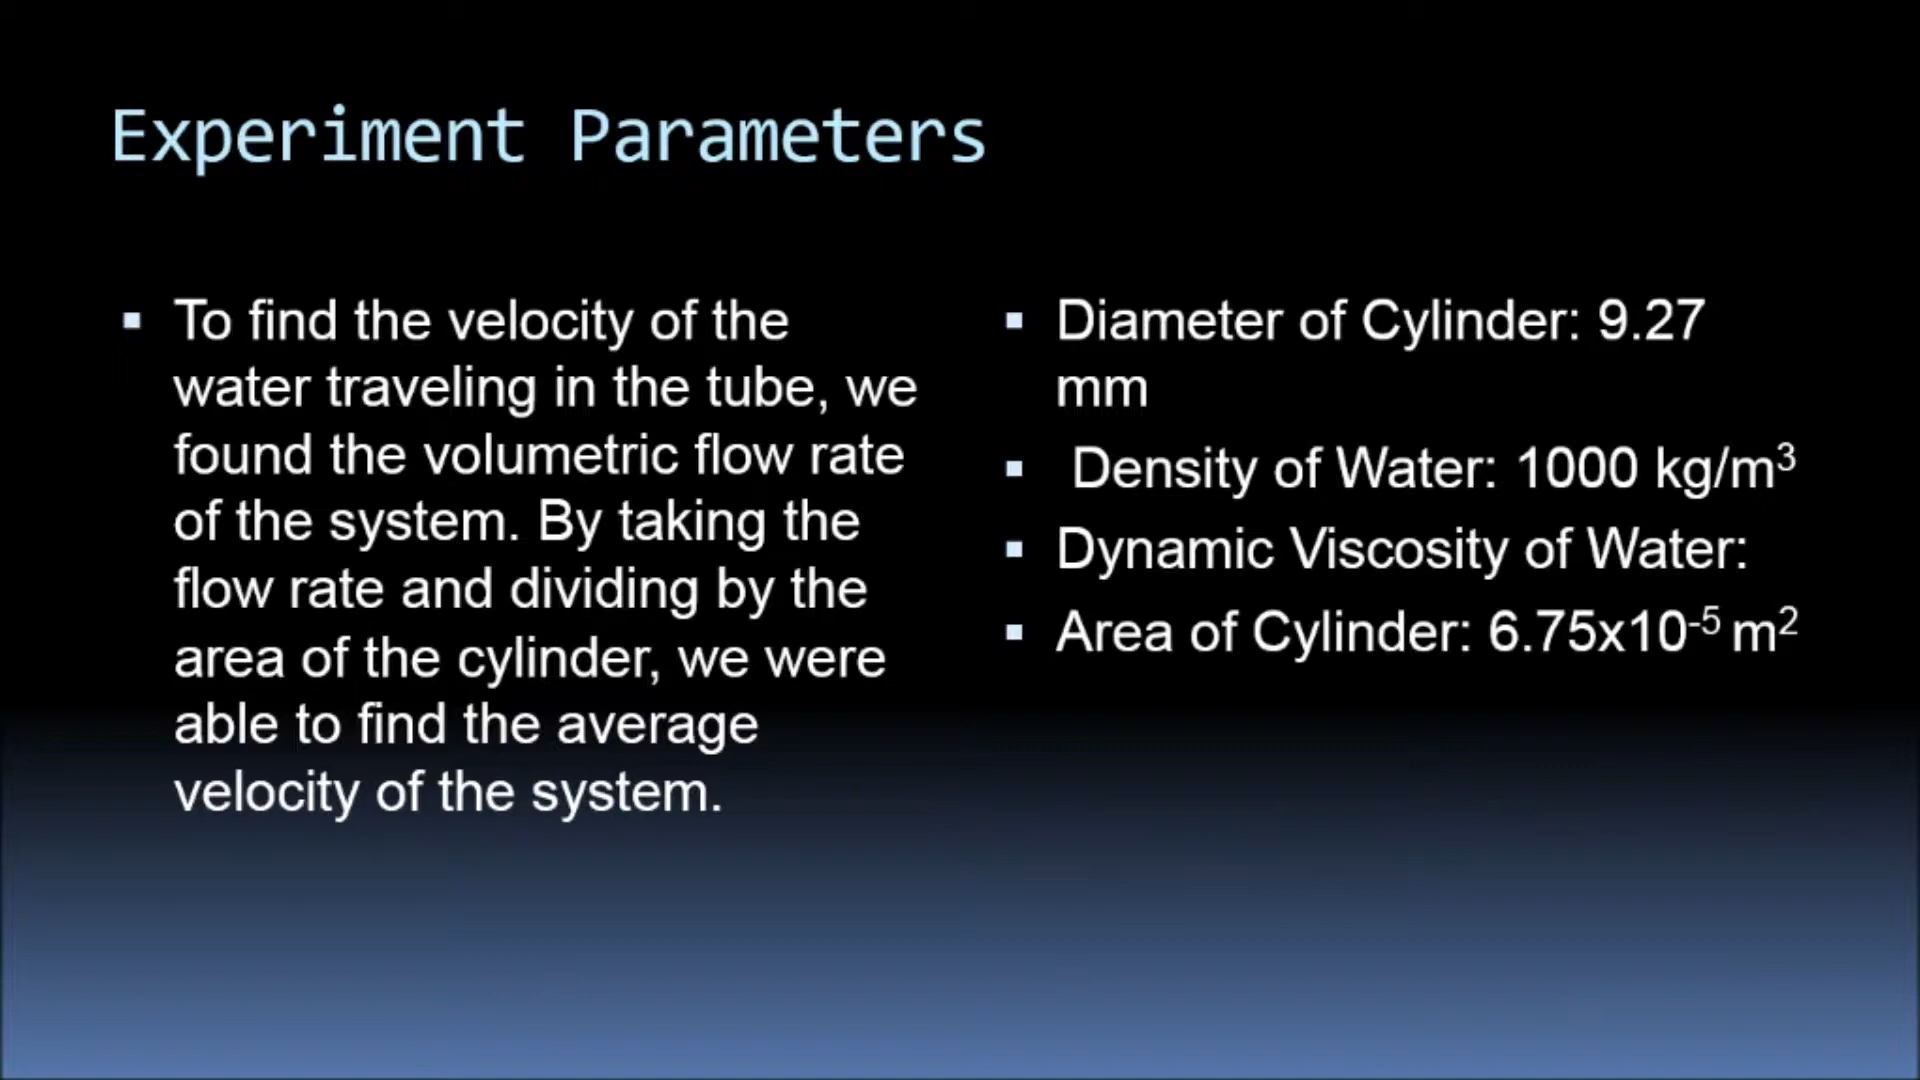 Experiment Parameters
To find the velocity of the
water traveling in the tube, we
found the volumetric flow rate
of the system. By taking the
flow rate and dividing by the
area of the cylinder, we were
able to find the average
velocity of the system.
Diameter of Cylinder: 9.27
mm
Density of Water: 1000 kg/m³
Dynamic Viscosity of Water:
Area of Cylinder: 6.75x10⁻⁵ m²